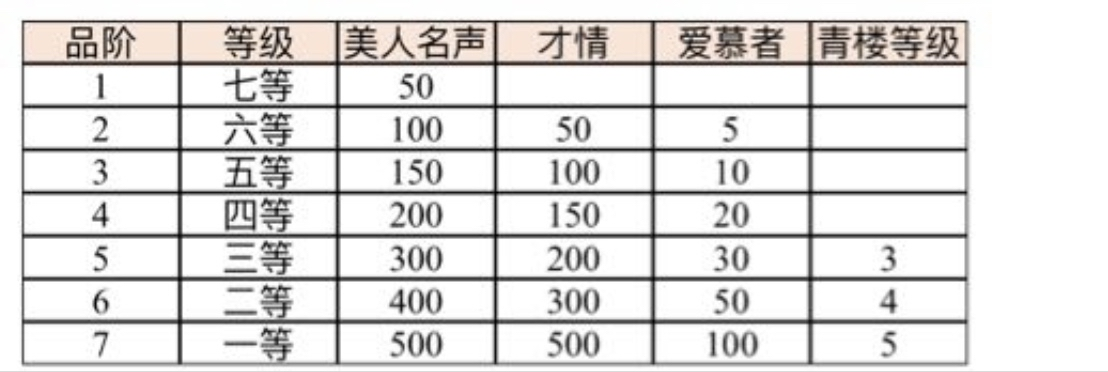 品阶 等级 美人名声 才情 爱慕者 青楼等级
1 七等 50
2 六等 100 50 5
3 五等 150 100 10
4 四等 200 150 20
5 三等 300 200 30 3
6 二等 400 300 50 4
7 一等 500 500 100 5